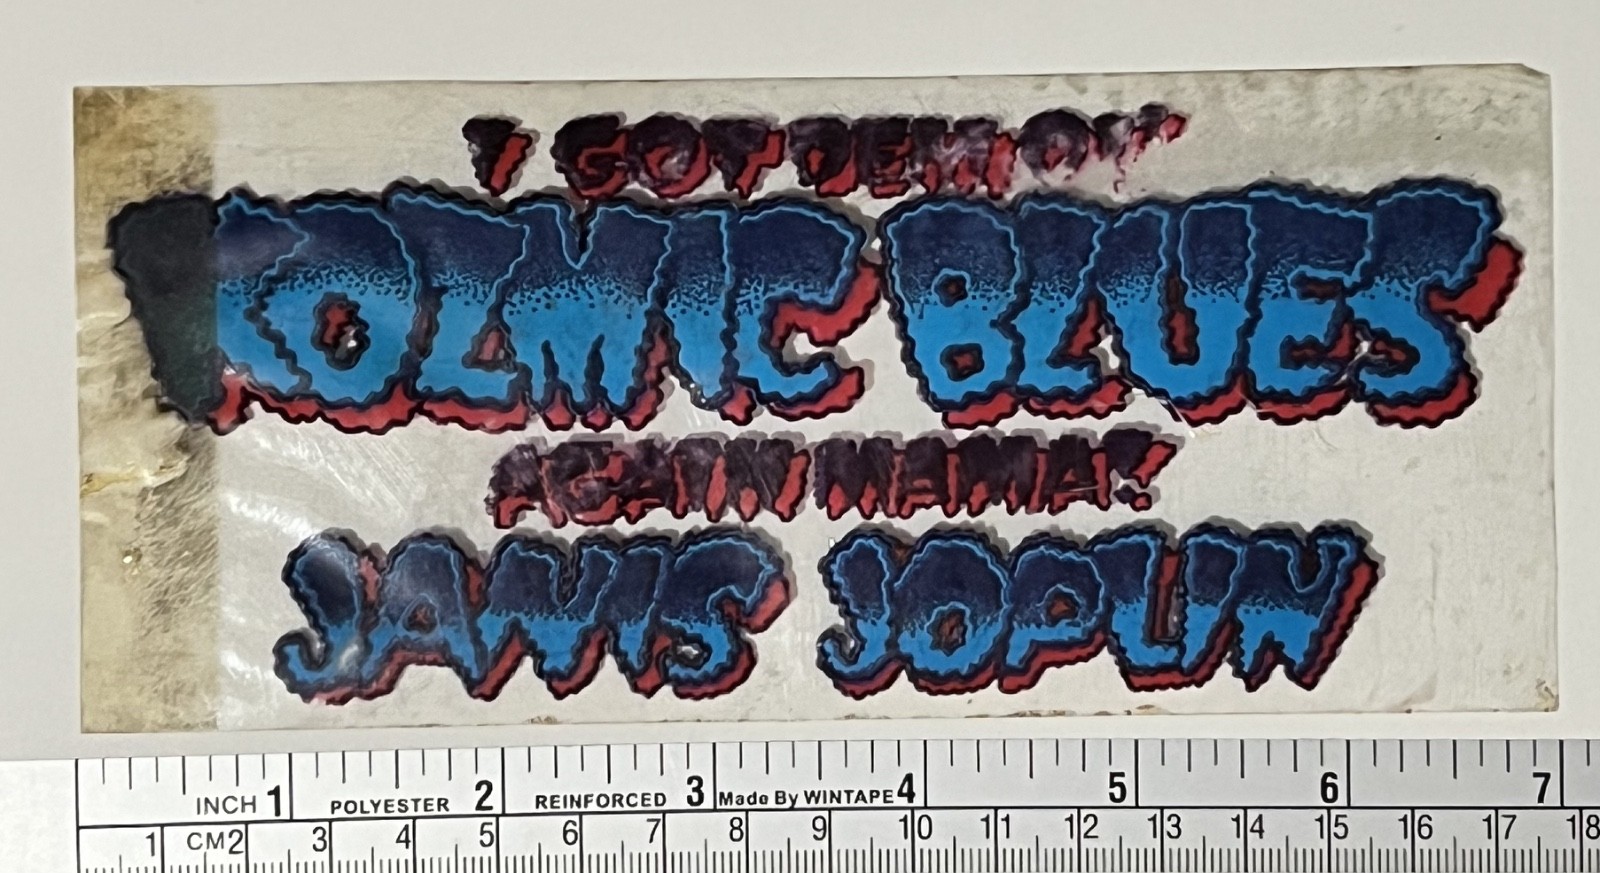 I GOT DEM OL'
KOZMIC BLUES
AGAIN MAMA!
JANIS JOPLIN
INCH 1 POLYESTER 2 REINFORCED 3 Made By WINTAPE 4 5 6 7
1 CM2 3 4 5 6 7 8 9 10 11 12 13 14 15 16 17 18